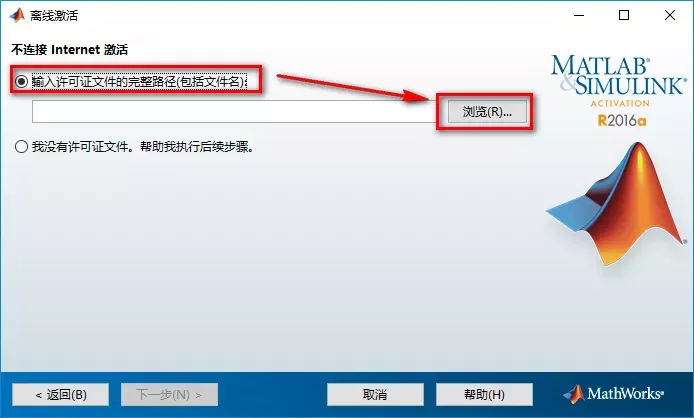 离线激活
不连接 Internet 激活
输入许可证文件的完整路径(包括文件名):
浏览(R)...
我没有许可证文件。帮助我执行后续步骤。
MATLAB
&SIMULINK®
ACTIVATION
R2016a
< 返回(B)
下一步(N) >
取消
帮助(H)
MathWorks®